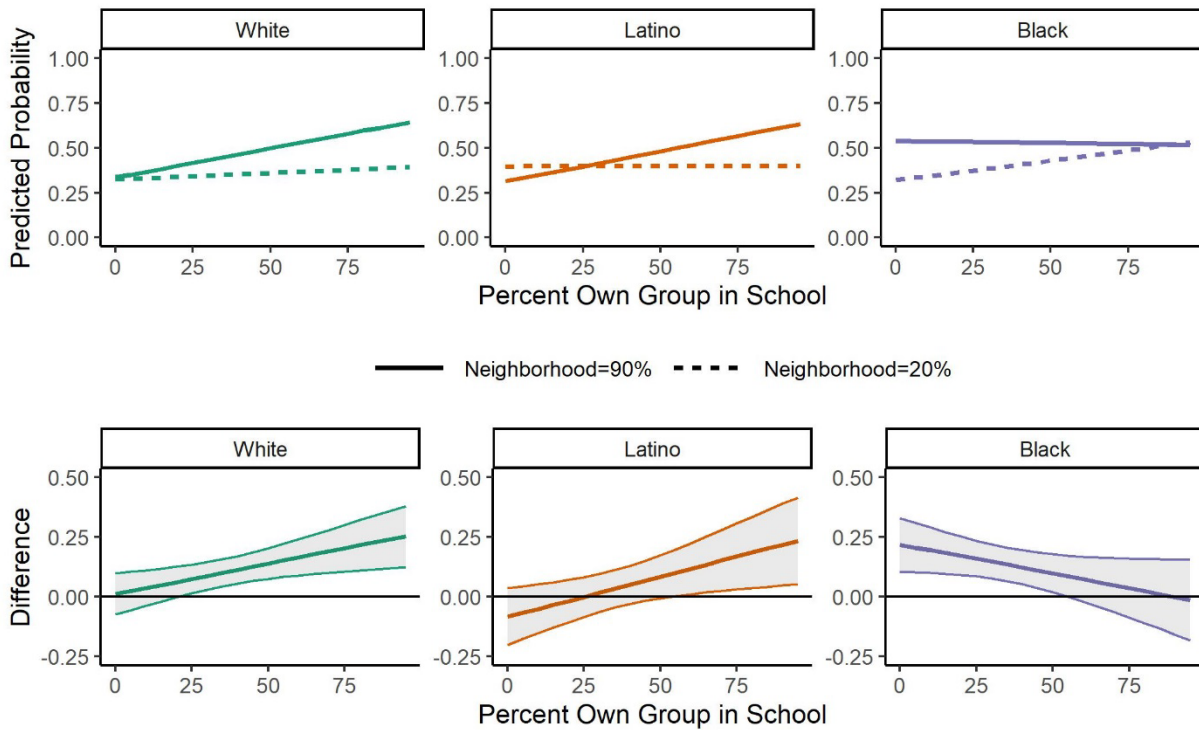 White Latino Black
Predicted Probability
1.00 1.00 1.00
0.75 0.75 0.75
0.50 0.50 0.50
0.25 0.25 0.25
0.00 0.00 0.00
0 25 50 75 0 25 50 75 0 25 50 75
Percent Own Group in School
Neighborhood=90% Neighborhood=20%
White Latino Black
Difference
0.50 0.50 0.50
0.25 0.25 0.25
0.00 0.00 0.00
-0.25 -0.25 -0.25
0 25 50 75 0 25 50 75 0 25 50 75
Percent Own Group in School